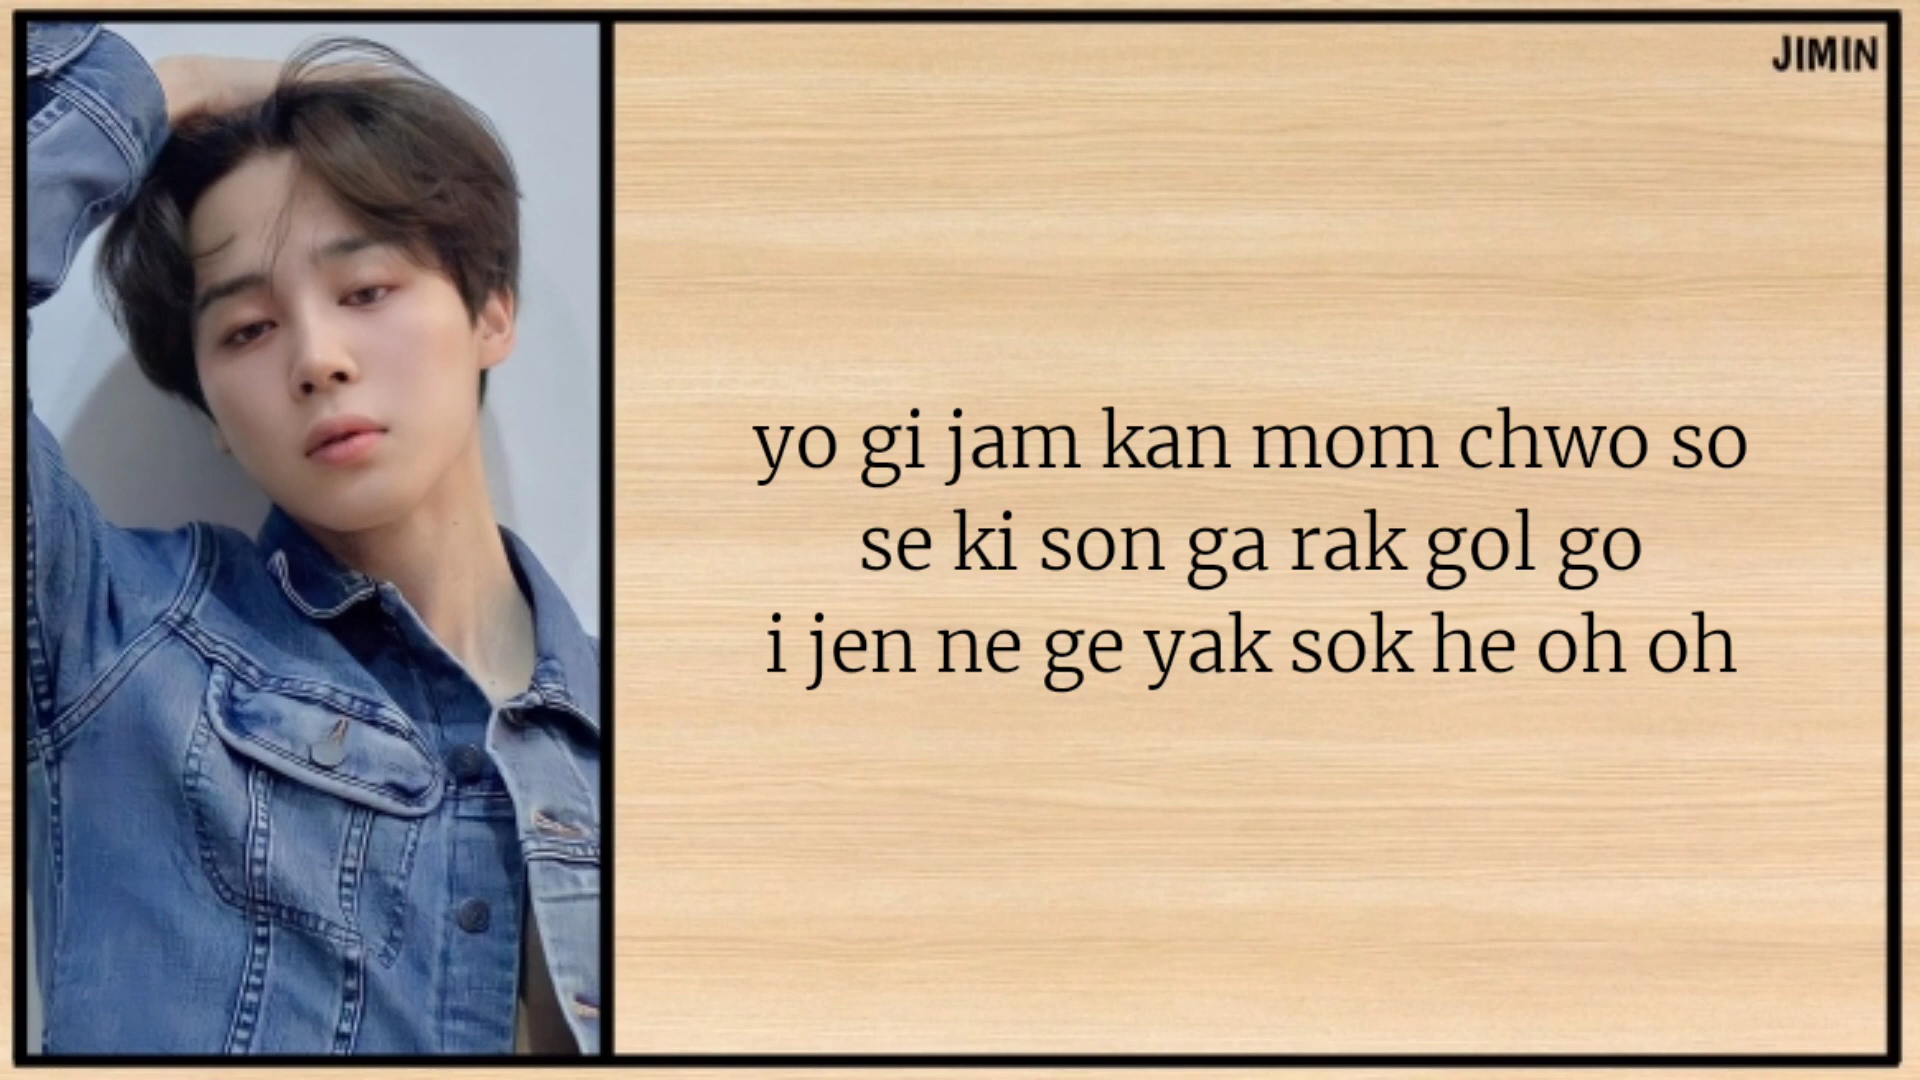 JIMIN
yo gi jam kan mom chwo so
se ki son ga rak gol go
i jen ne ge yak sok he oh oh